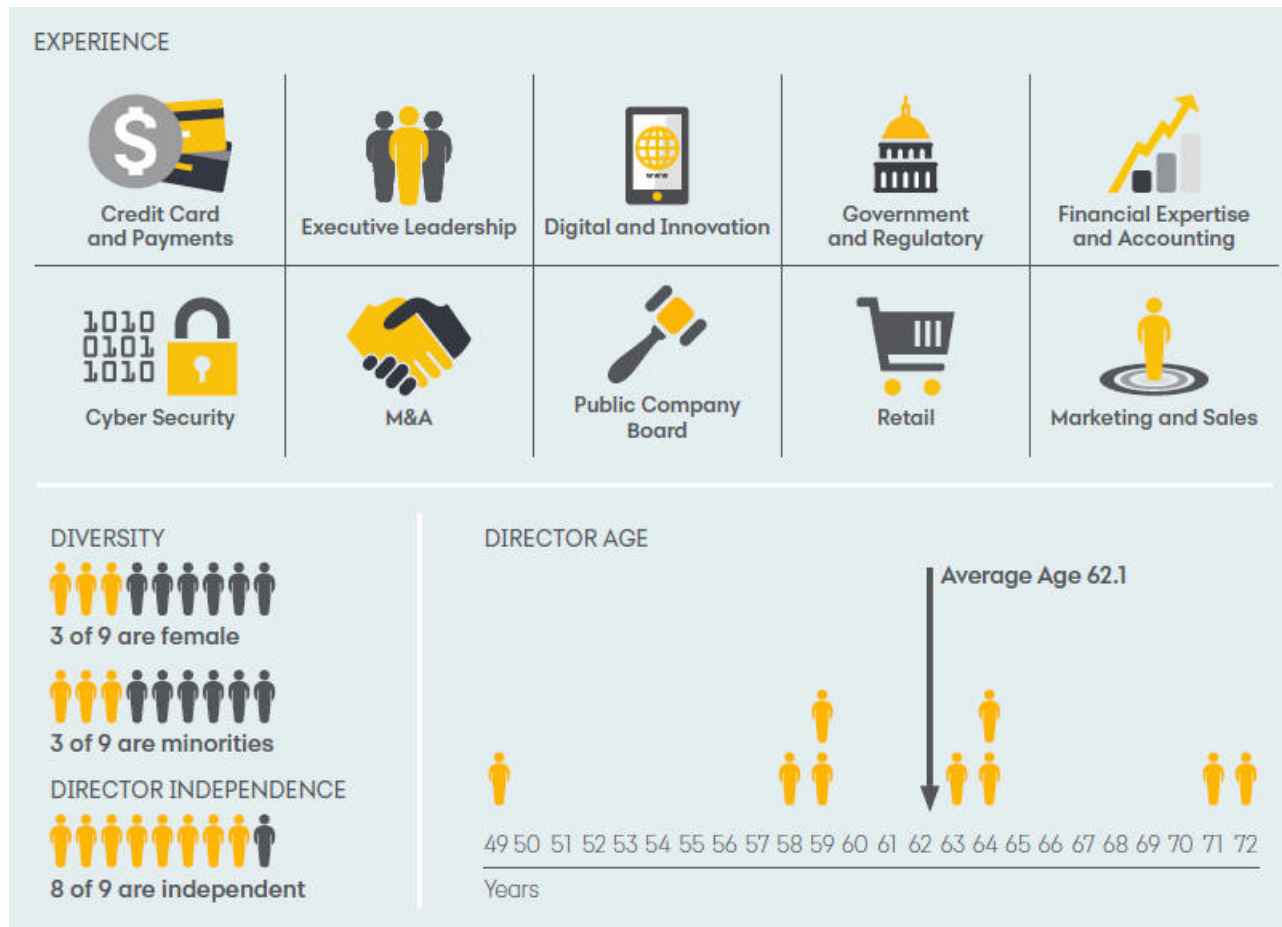 EXPERIENCE
$
www
Credit Card
and Payments
Executive Leadership
Digital and Innovation
Government
and Regulatory
Financial Expertise
and Accounting
1010
0101
1010
Cyber Security
M&A
Public Company
Board
Retail
Marketing and Sales
DIVERSITY
3 of 9 are female
3 of 9 are minorities
DIRECTOR INDEPENDENCE
8 of 9 are independent
DIRECTOR AGE
Average Age 62.1
49 50 51 52 53 54 55 56 57 58 59 60 61 62 63 64 65 66 67 68 69 70 71 72
Years